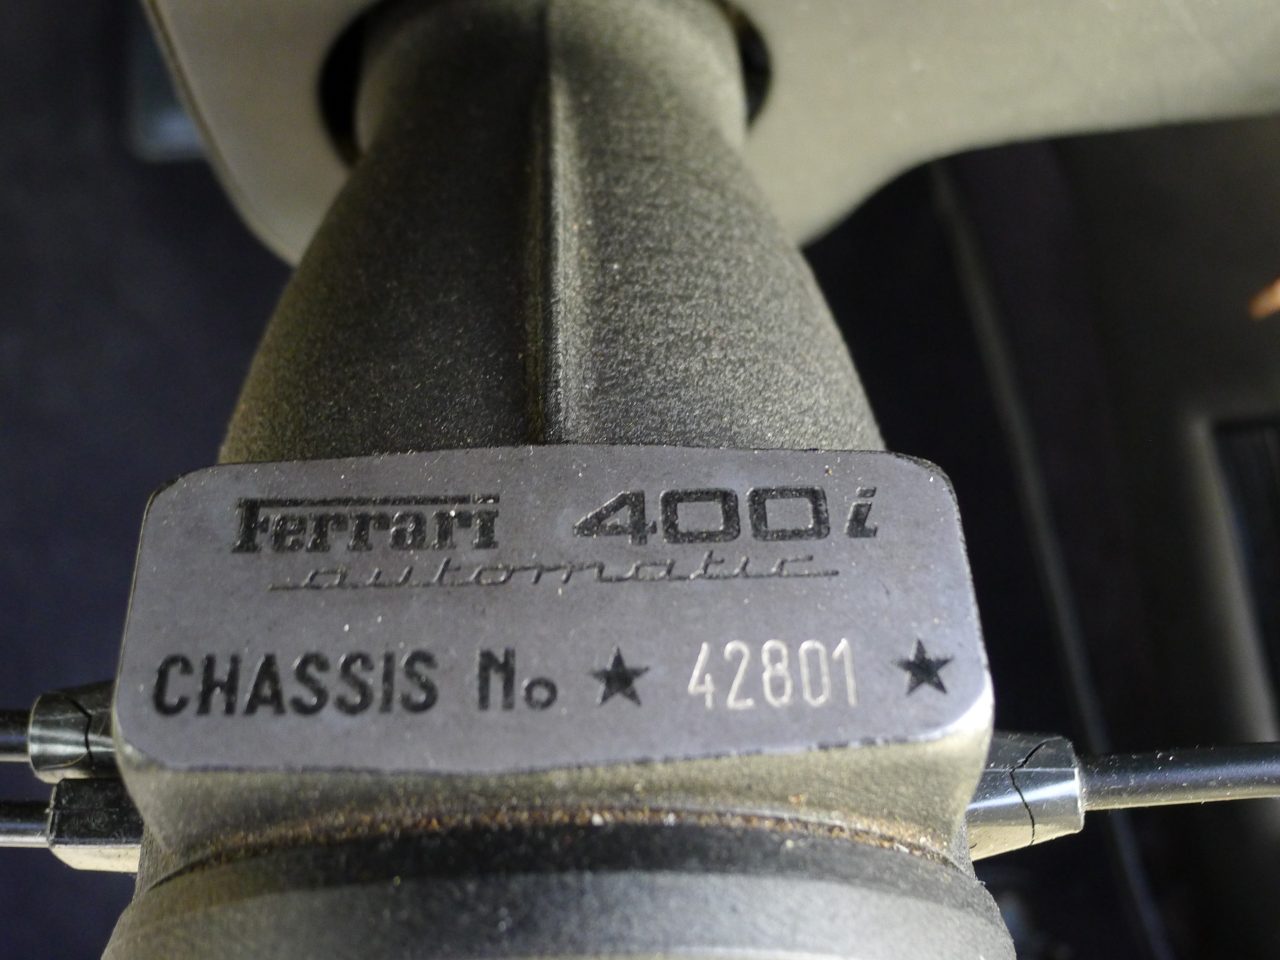 Ferrari 400i
automatic
CHASSIS No ★ 42801 ★